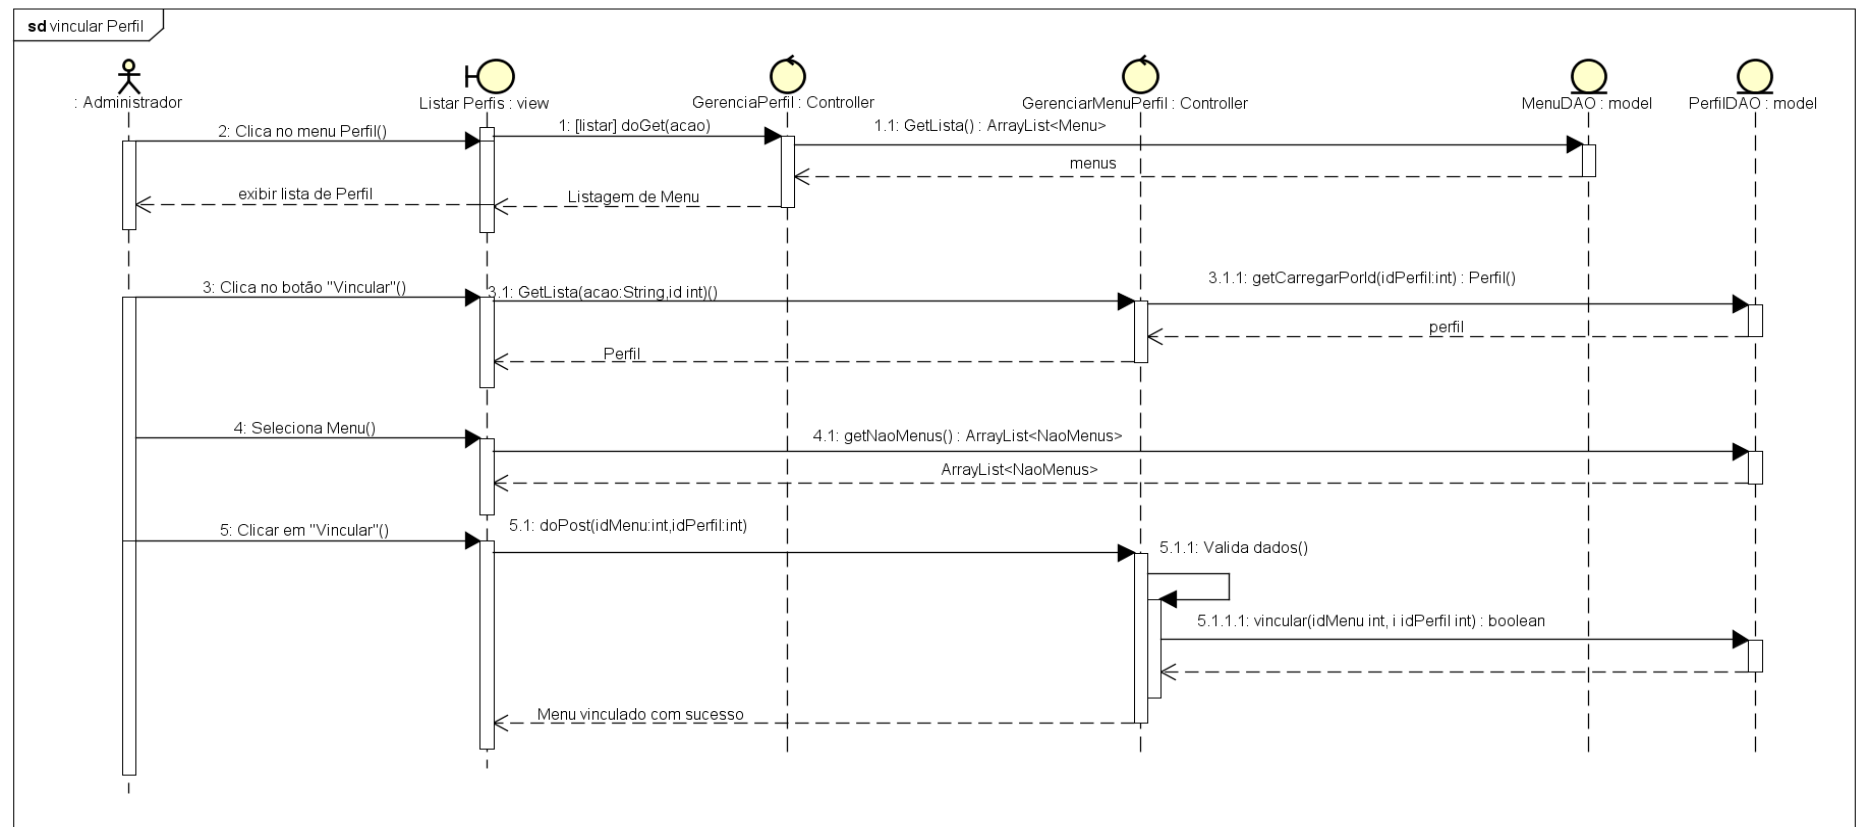 sd vincular Perfil
: Administrador
Listar Perfis : view
GerenciaPerfil : Controller
GerenciarMenuPerfil : Controller
MenuDAO : model
PerfilDAO : model
2: Clica no menu Perfil()
1: [listar] doGet(acao)
1.1: GetLista() : ArrayList<Menu>
menus
exibir lista de Perfil
Listagem de Menu
3: Clica no botão "Vincular"()
3.1: GetLista(acao:String,id int)()
3.1.1: getCarregarPorId(idPerfil:int) : Perfil()
perfil
Perfil
4: Seleciona Menu()
4.1: getNaoMenus() : ArrayList<NaoMenus>
ArrayList<NaoMenus>
5: Clicar em "Vincular"()
5.1: doPost(idMenu:int,idPerfil:int)
5.1.1: Valida dados()
5.1.1.1: vincular(idMenu int, i idPerfil int) : boolean
Menu vinculado com sucesso